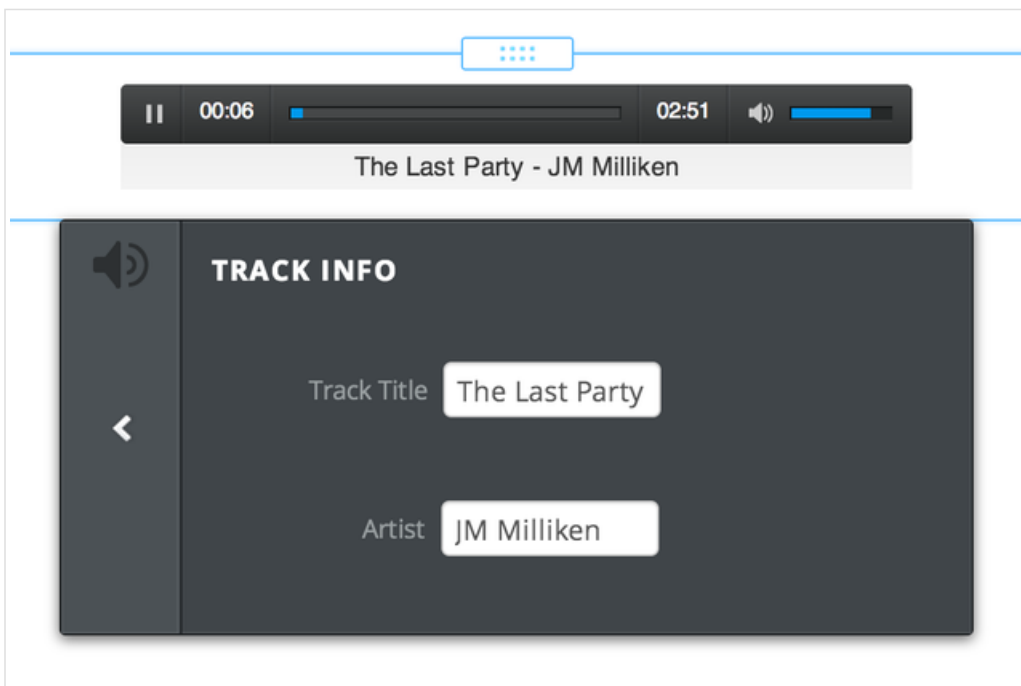 00:06 02:51
The Last Party - JM Milliken
TRACK INFO
Track Title The Last Party
Artist JM Milliken